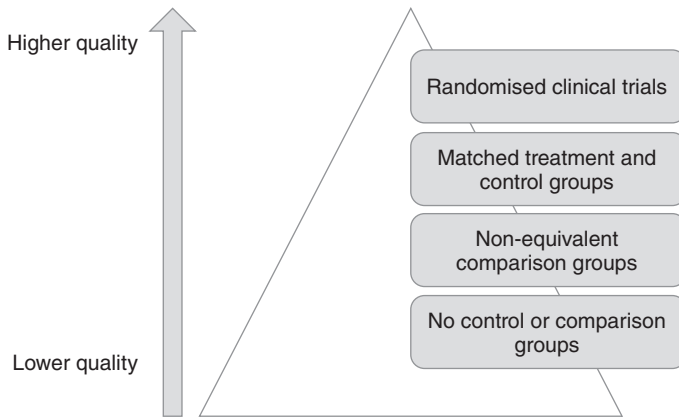 Higher quality
Randomised clinical trials
Matched treatment and
control groups
Non-equivalent
comparison groups
No control or comparison
groups
Lower quality